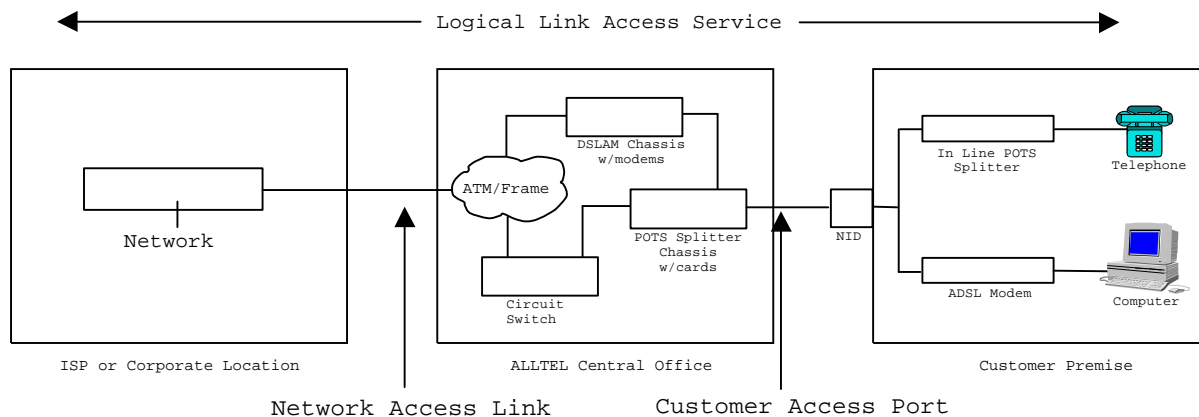 Logical Link Access Service
Network
ATM/Frame
DSLAM Chassis
w/modems
POTS Splitter
Chassis
w/cards
Circuit
Switch
NID
In Line POTS
Splitter
Telephone
ADSL Modem
Computer
ISP or Corporate Location
ALLTEL Central Office
Customer Premise
Network Access Link
Customer Access Port